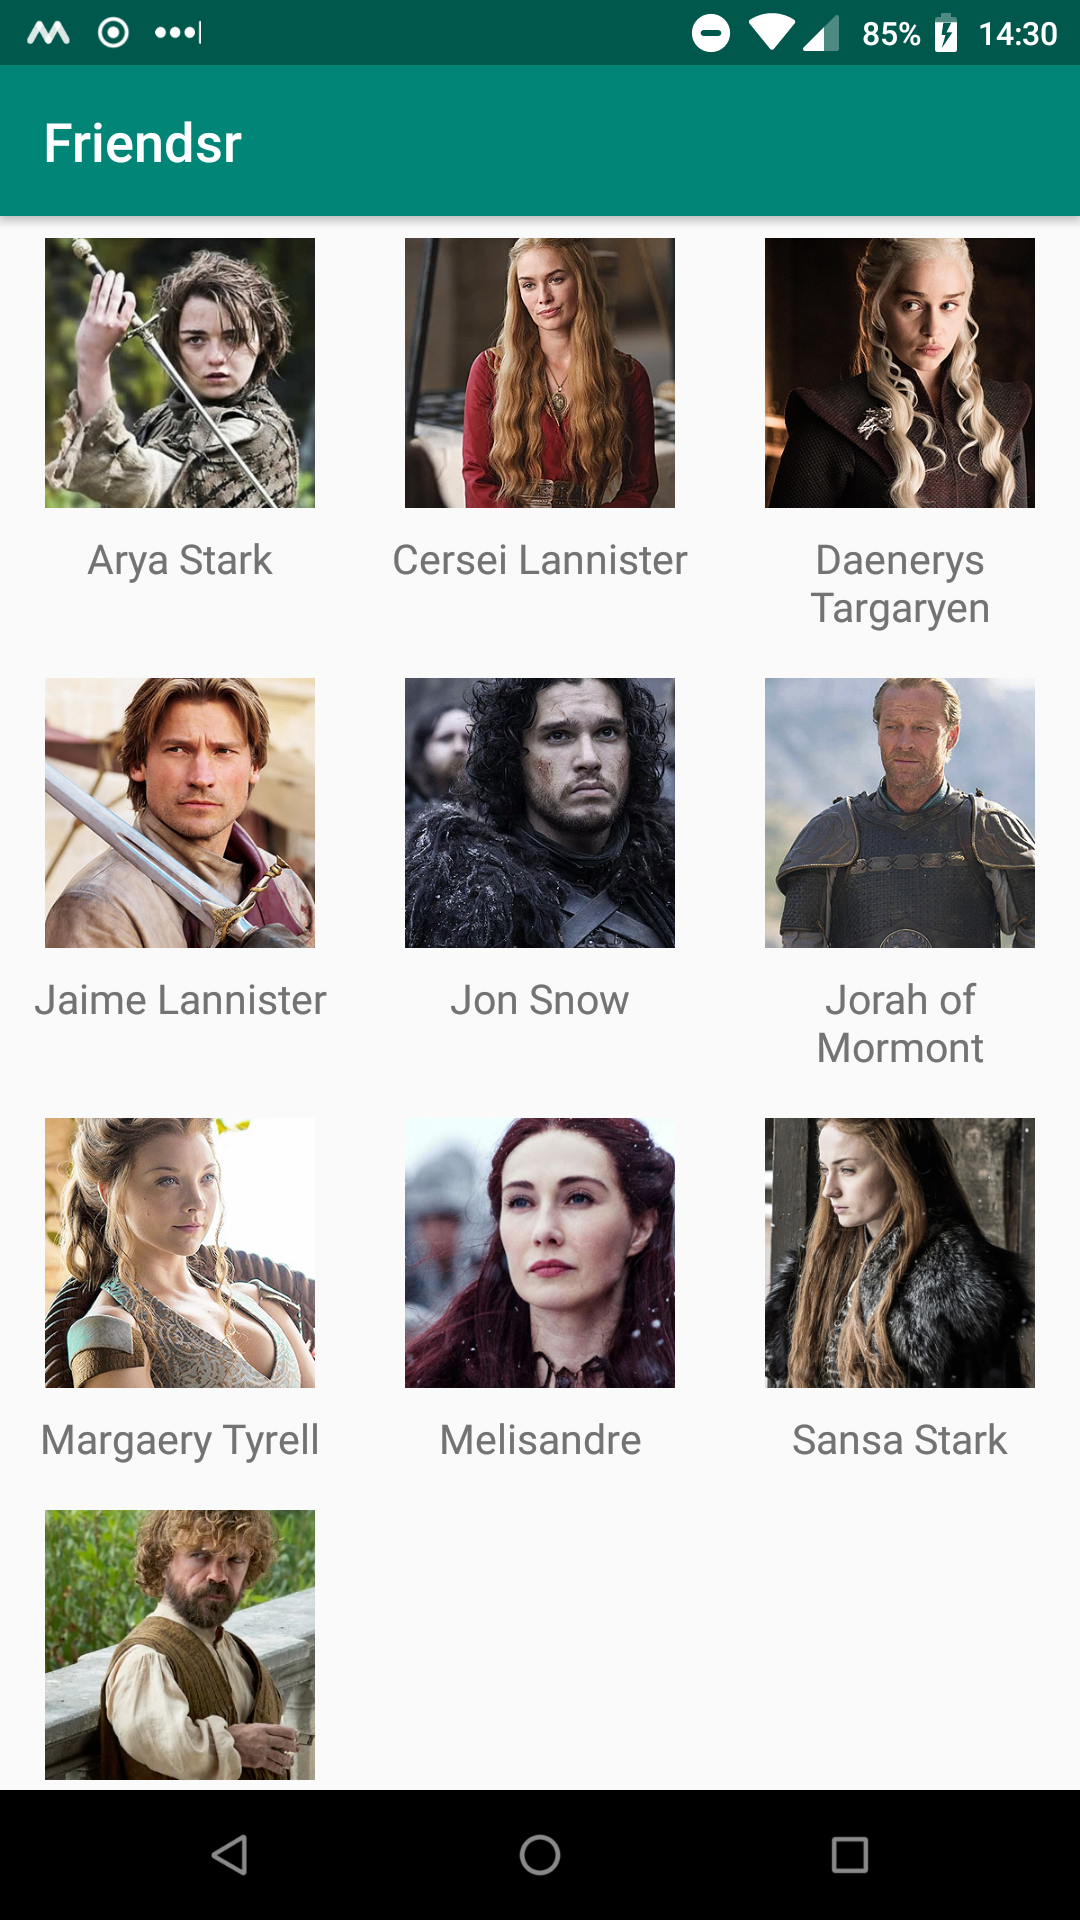 85% 14:30
Friendsr
Arya Stark
Cersei Lannister
Daenerys
Targaryen
Jaime Lannister
Jon Snow
Jorah of
Mormont
Margaery Tyrell
Melisandre
Sansa Stark